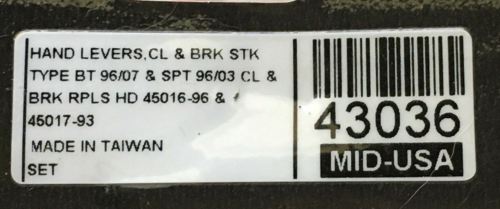 HAND LEVERS,CL & BRK STK
TYPE BT 96/07 & SPT 96/03 CL &
BRK RPLS HD 45016-96 &
45017-93
MADE IN TAIWAN
SET
43036
MID-USA